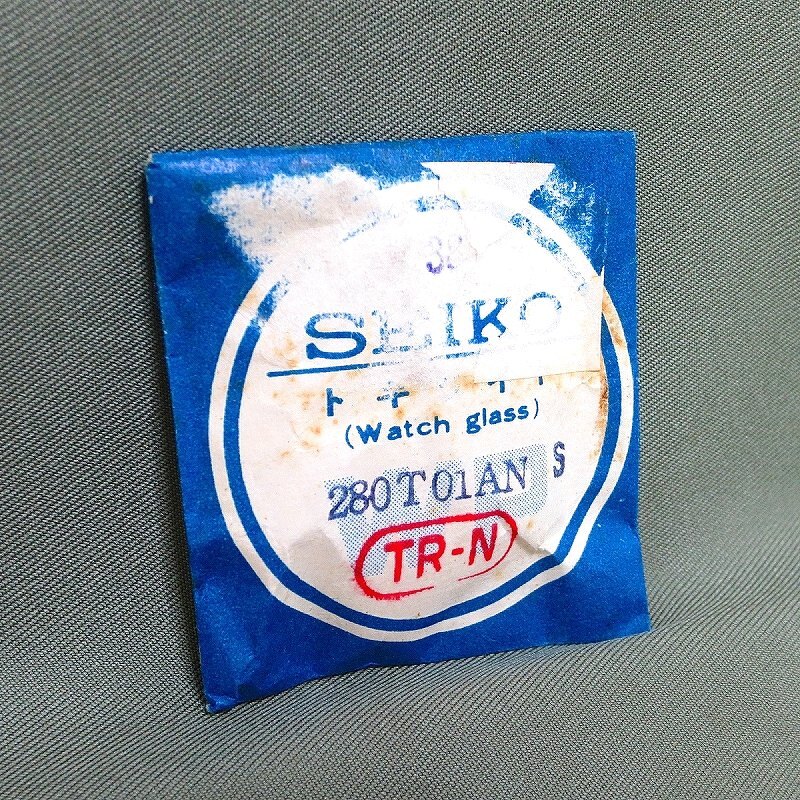 SEIKO
(Watch glass)
280T01AN S
TR-N